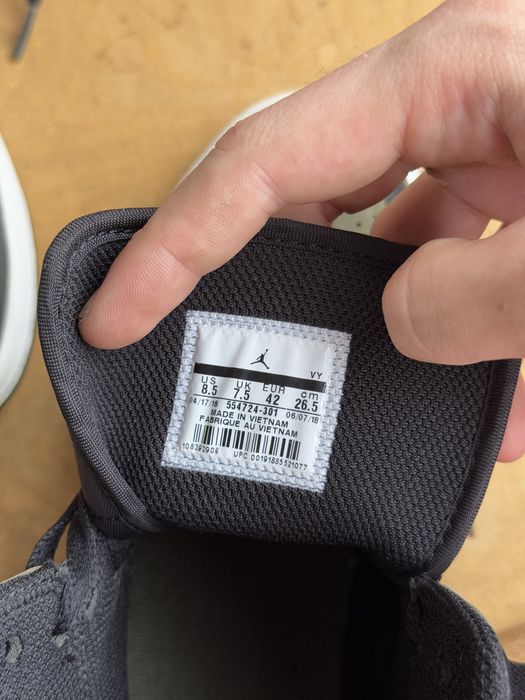 VY
US UK EUR cm
8.5 7.5 42 26.5
04/17/18 554724-301 06/07/18
MADE IN VIETNAM
FABRIQUE AU VIETNAM
108392906 UPC 00191885521077